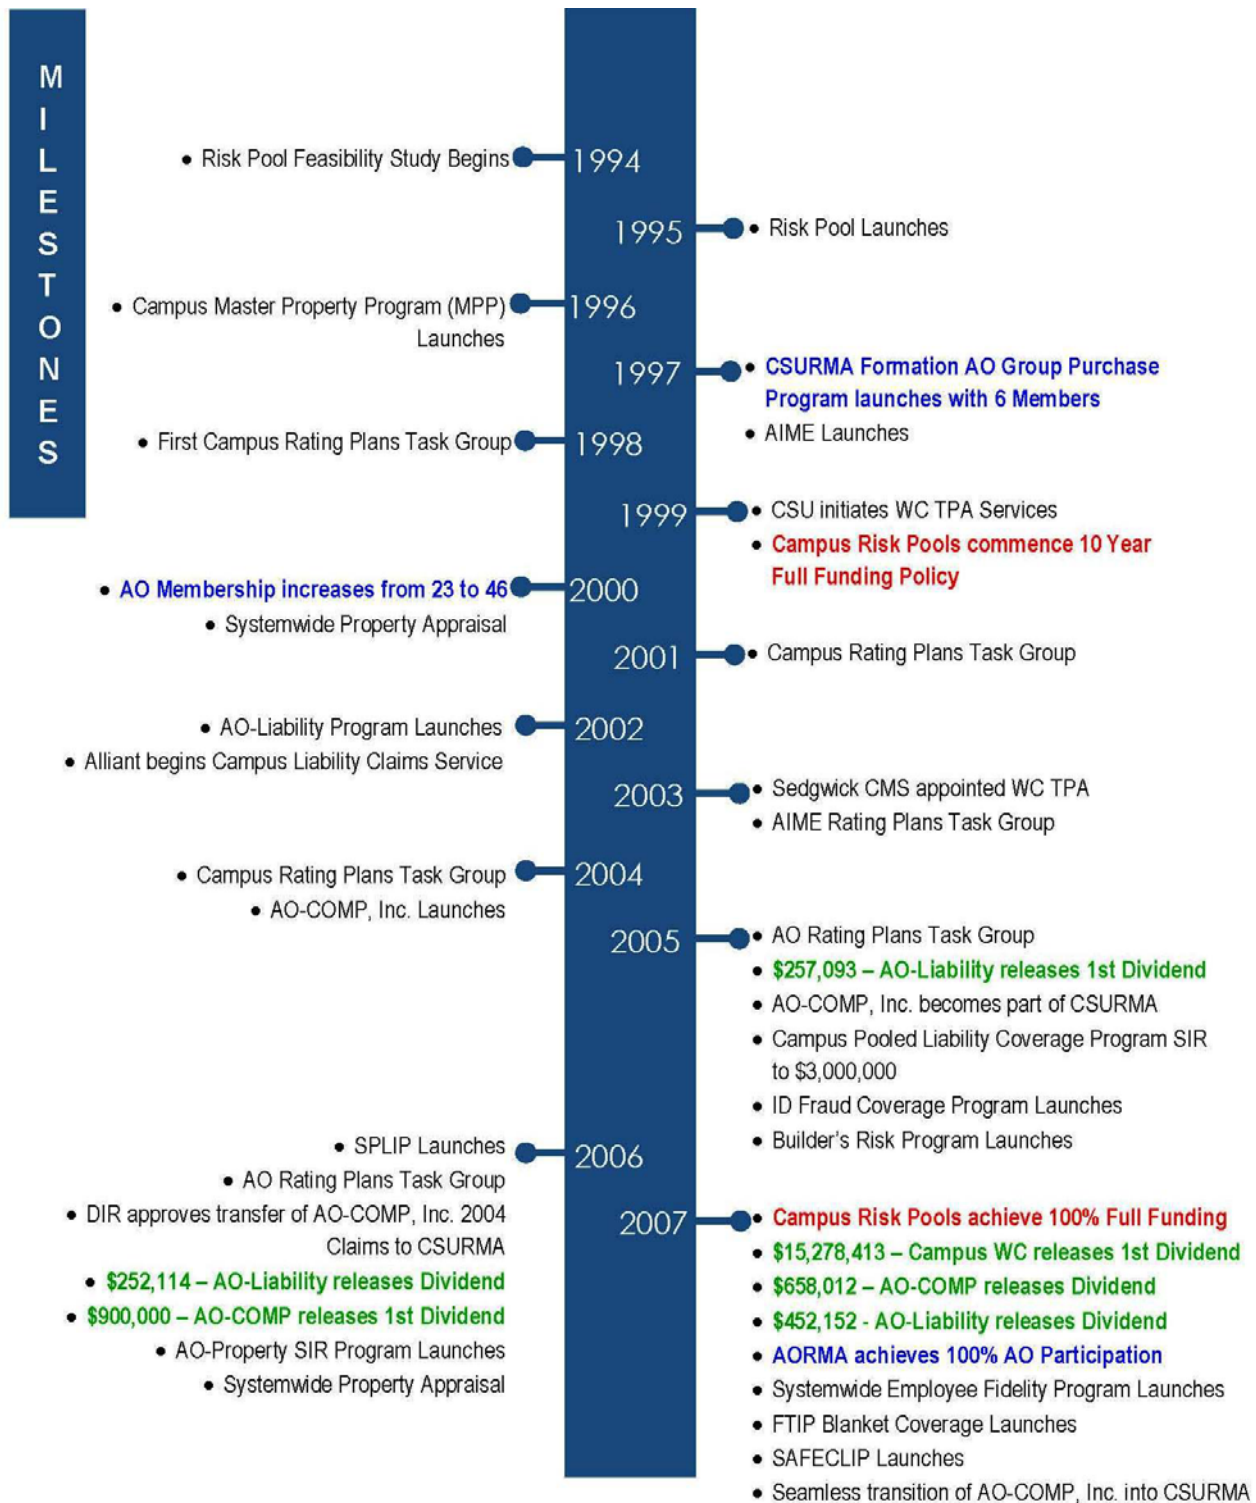 MILESTONES
• Risk Pool Feasibility Study Begins
1994
1995
• Risk Pool Launches
• Campus Master Property Program (MPP)
Launches
1996
1997
• CSURMA Formation AO Group Purchase
Program launches with 6 Members
• AIME Launches
• First Campus Rating Plans Task Group
1998
1999
• CSU initiates WC TPA Services
• Campus Risk Pools commence 10 Year
Full Funding Policy
• AO Membership increases from 23 to 46
• Systemwide Property Appraisal
2000
2001
• Campus Rating Plans Task Group
• AO-Liability Program Launches
• Alliant begins Campus Liability Claims Service
2002
2003
• Sedgwick CMS appointed WC TPA
• AIME Rating Plans Task Group
• Campus Rating Plans Task Group
• AO-COMP, Inc. Launches
2004
2005
• AO Rating Plans Task Group
• $257,093 – AO-Liability releases 1st Dividend
• AO-COMP, Inc. becomes part of CSURMA
• Campus Pooled Liability Coverage Program SIR
to $3,000,000
• ID Fraud Coverage Program Launches
• Builder's Risk Program Launches
• SPLIP Launches
• AO Rating Plans Task Group
• DIR approves transfer of AO-COMP, Inc. 2004
Claims to CSURMA
• $252,114 – AO-Liability releases Dividend
• $900,000 – AO-COMP releases 1st Dividend
• AO-Property SIR Program Launches
• Systemwide Property Appraisal
2006
2007
• Campus Risk Pools achieve 100% Full Funding
• $15,278,413 – Campus WC releases 1st Dividend
• $658,012 – AO-COMP releases Dividend
• $452,152 - AO-Liability releases Dividend
• AORMA achieves 100% AO Participation
• Systemwide Employee Fidelity Program Launches
• FTIP Blanket Coverage Launches
• SAFECLIP Launches
• Seamless transition of AO-COMP, Inc. into CSURMA